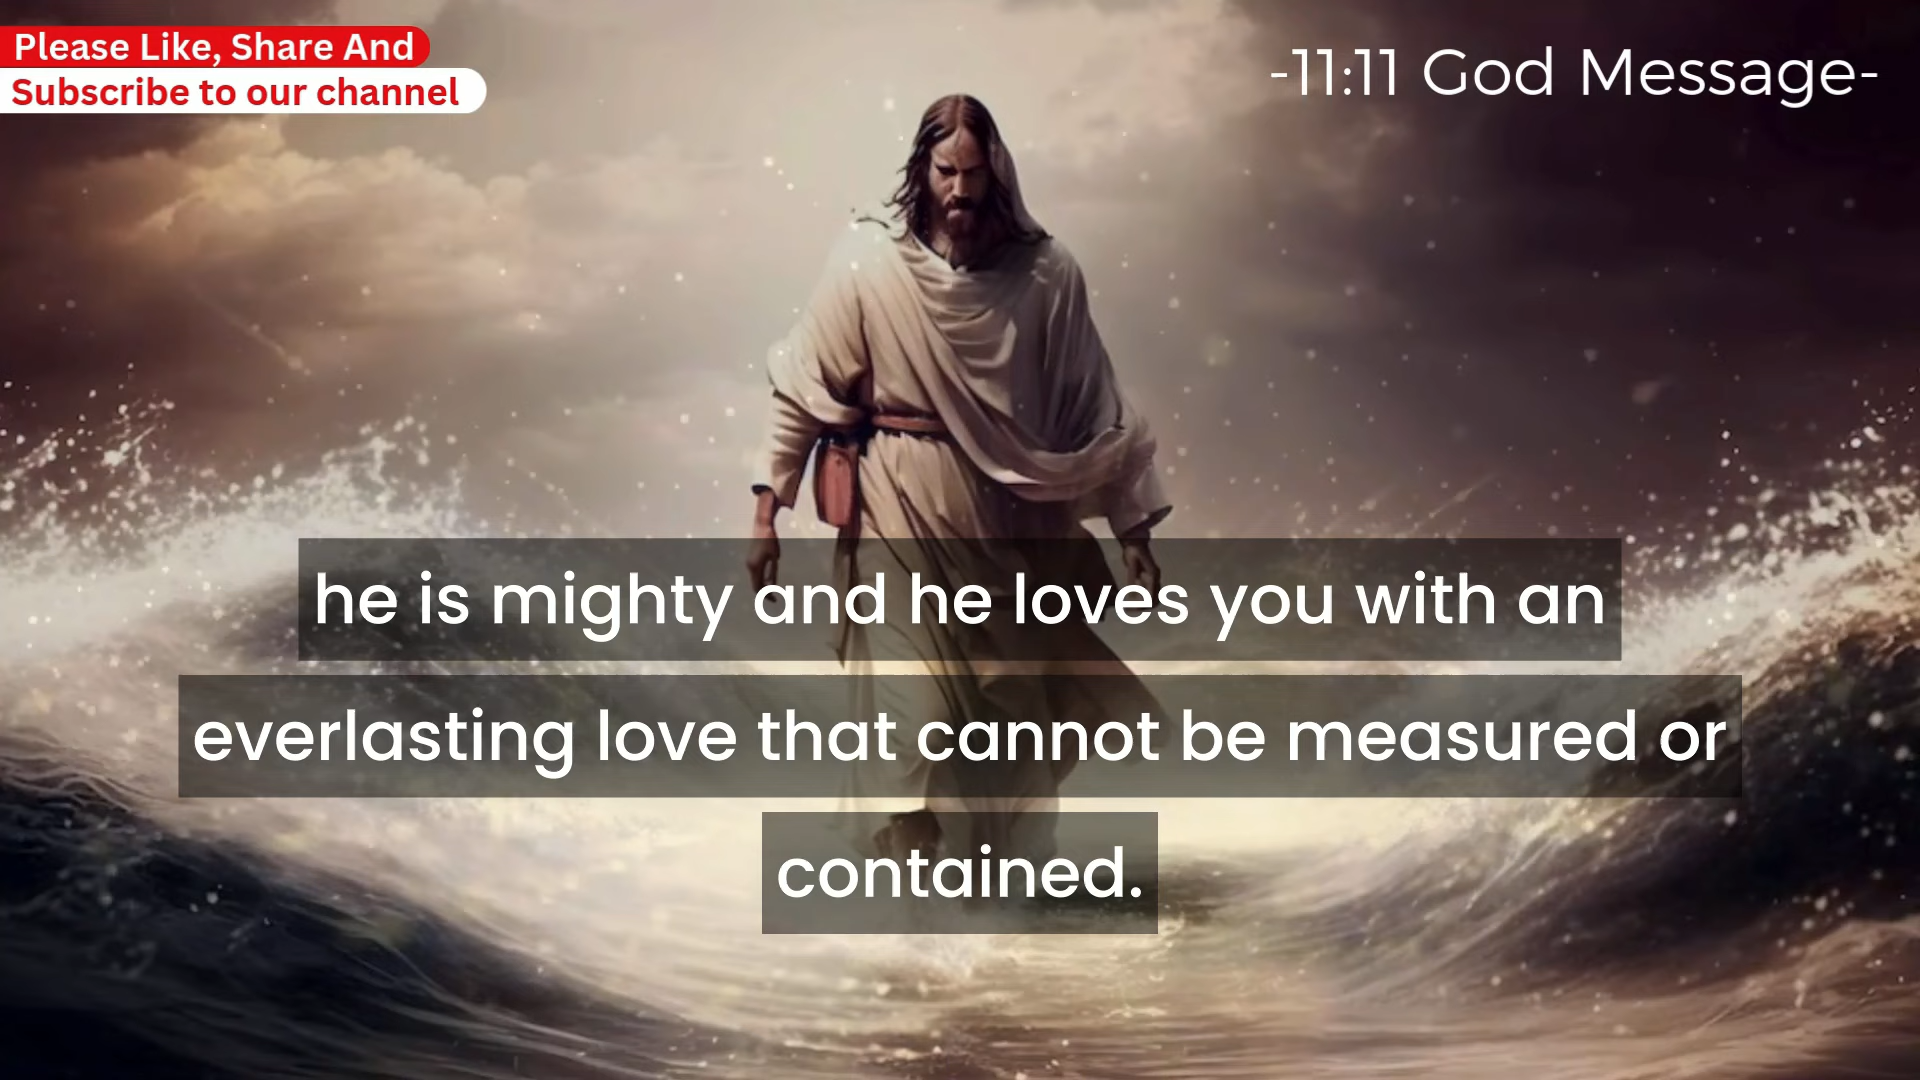 Please Like, Share And
Subscribe to our channel
-11:11 God Message-
he is mighty and he loves you with an
everlasting love that cannot be measured or
contained.